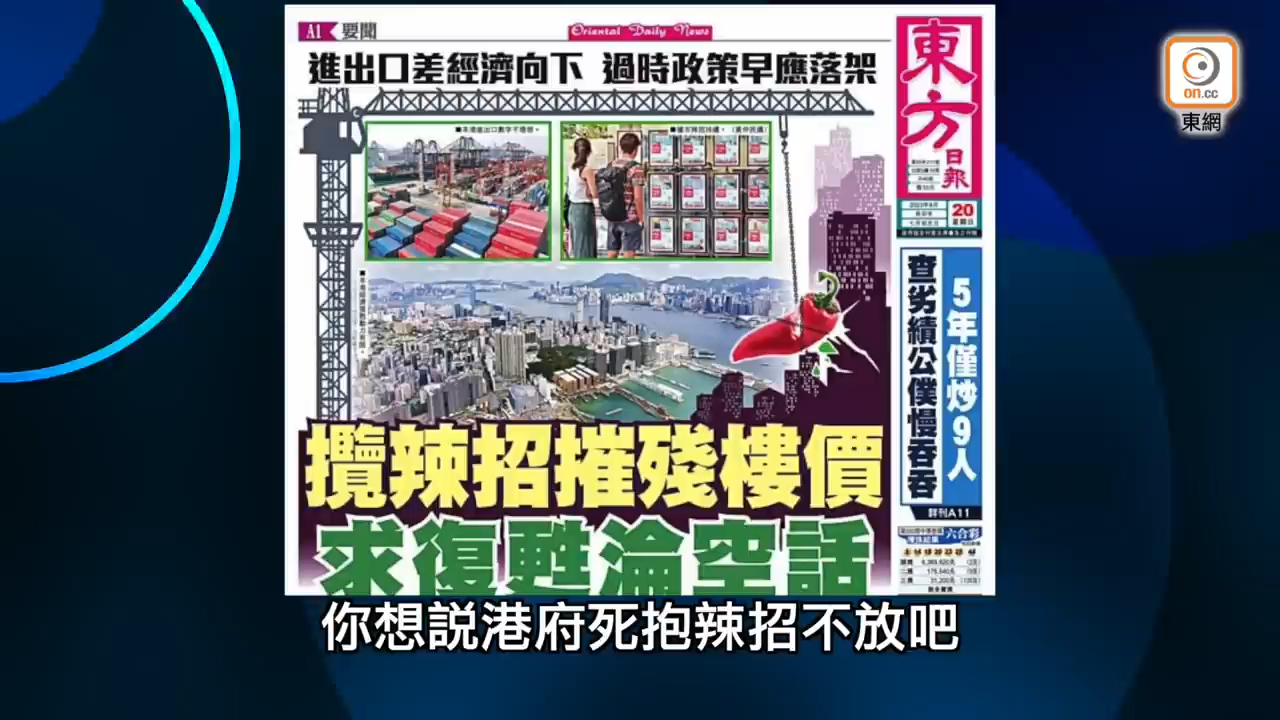 A1 要聞
Oriental Daily News
進出口差經濟向下 過時政策早應落架
東方日報
20
星期日
5年僅炒9人
查劣績公僕慢吞吞
詳刊A11
六合彩
攬辣招摧殘樓價
求復甦淪空話
on.cc
東網
你想説港府死抱辣招不放吧